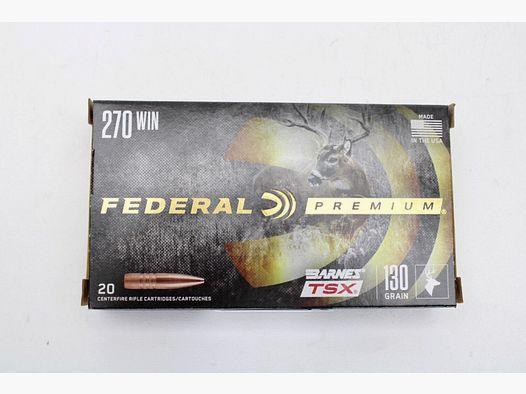 270 WIN
MADE
IN THE USA
FEDERAL PREMIUM®
20
CENTERFIRE RIFLE CARTRIDGES/CARTOUCHES
BARNES
TSX
130
GRAIN